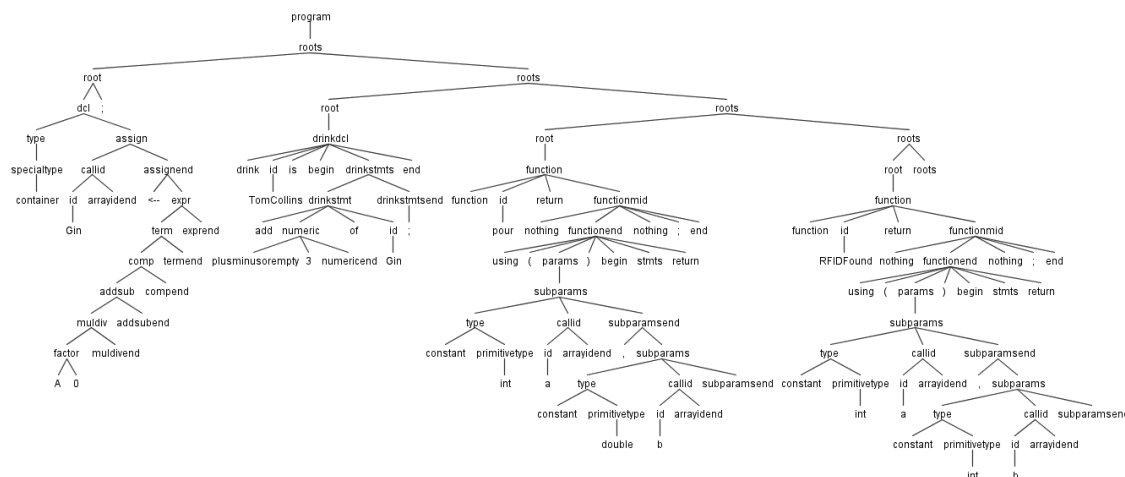 program
roots
root roots
dcl ; root roots
type assign drinkdcl root roots
specialtype callid assignend drink id is begin drinkstmts end function root roots
container id arrayidend <-- expr TomCollins drinkstmt drinkstmtsend function id return functionmid function
Gin term exprend add numeric of id ; pour nothing functionend nothing ; end function id return functionmid
comp termend plusminusorempty 3 numericend Gin using ( params ) begin stmts return RFIDFound nothing functionend nothing ; end
addsub compend subparams using ( params ) begin stmts return
muldiv addsubend type callid subparamsend subparams
factor muldivend constant primitivetype id arrayidend , subparams type callid subparamsend
A 0 int a type callid subparamsend constant primitivetype id arrayidend , subparams
constant primitivetype id arrayidend int a type callid subparamsend
double b constant primitivetype id arrayidend
int b